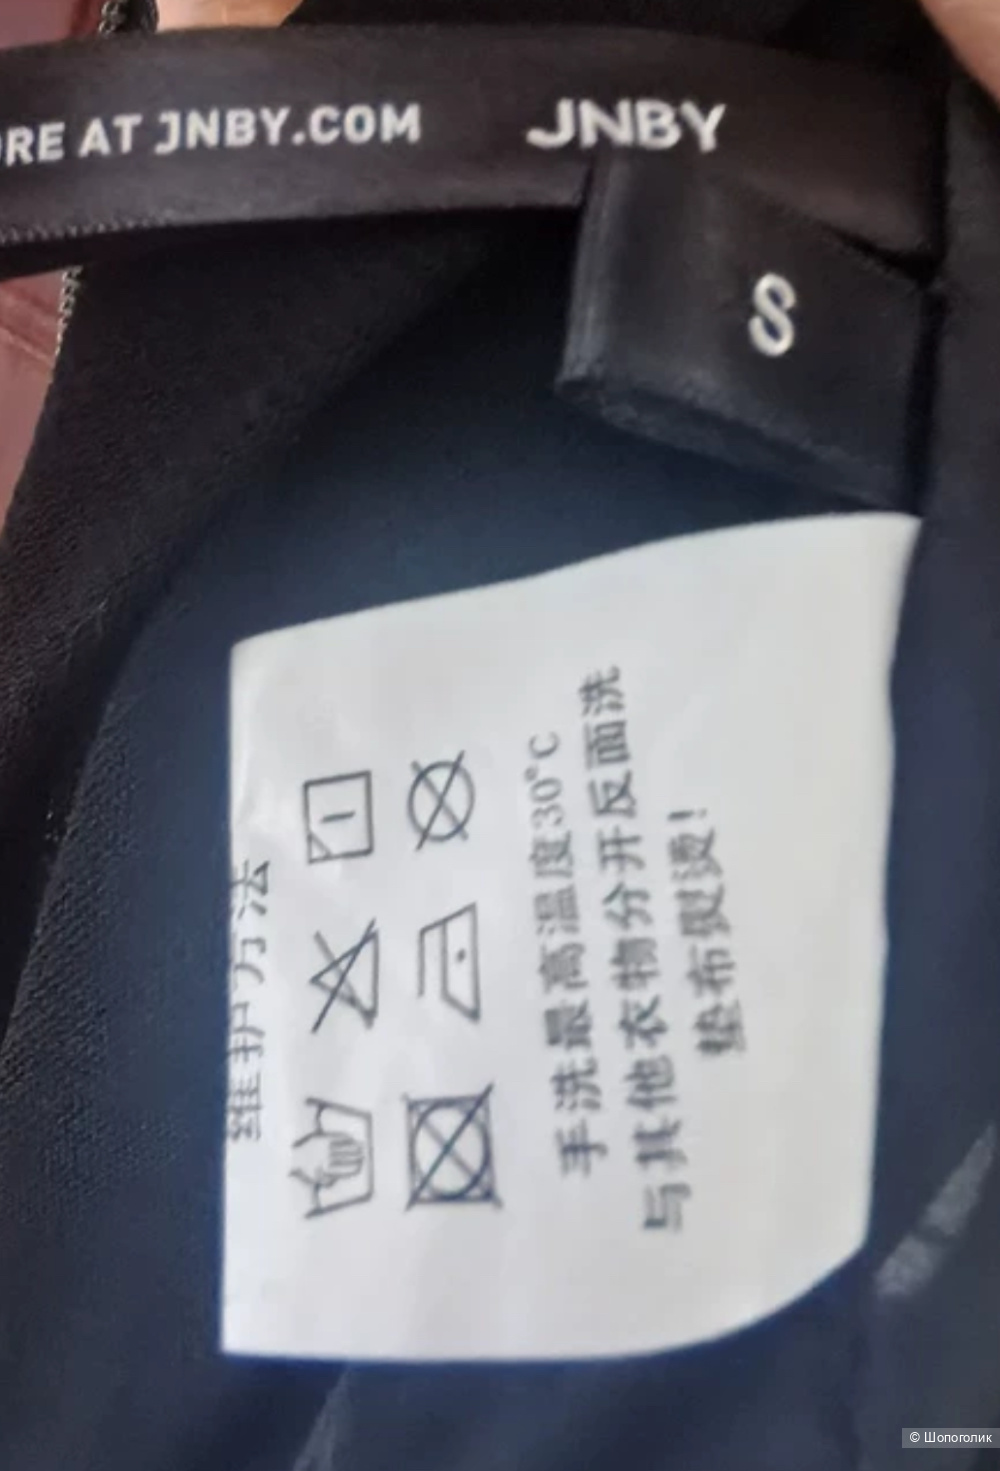 ORE AT JNBY.COM
JNBY
S
维护方法
手洗最高温度30°C
与其他衣物分开反面洗
垫布熨烫!
© Шопоголик